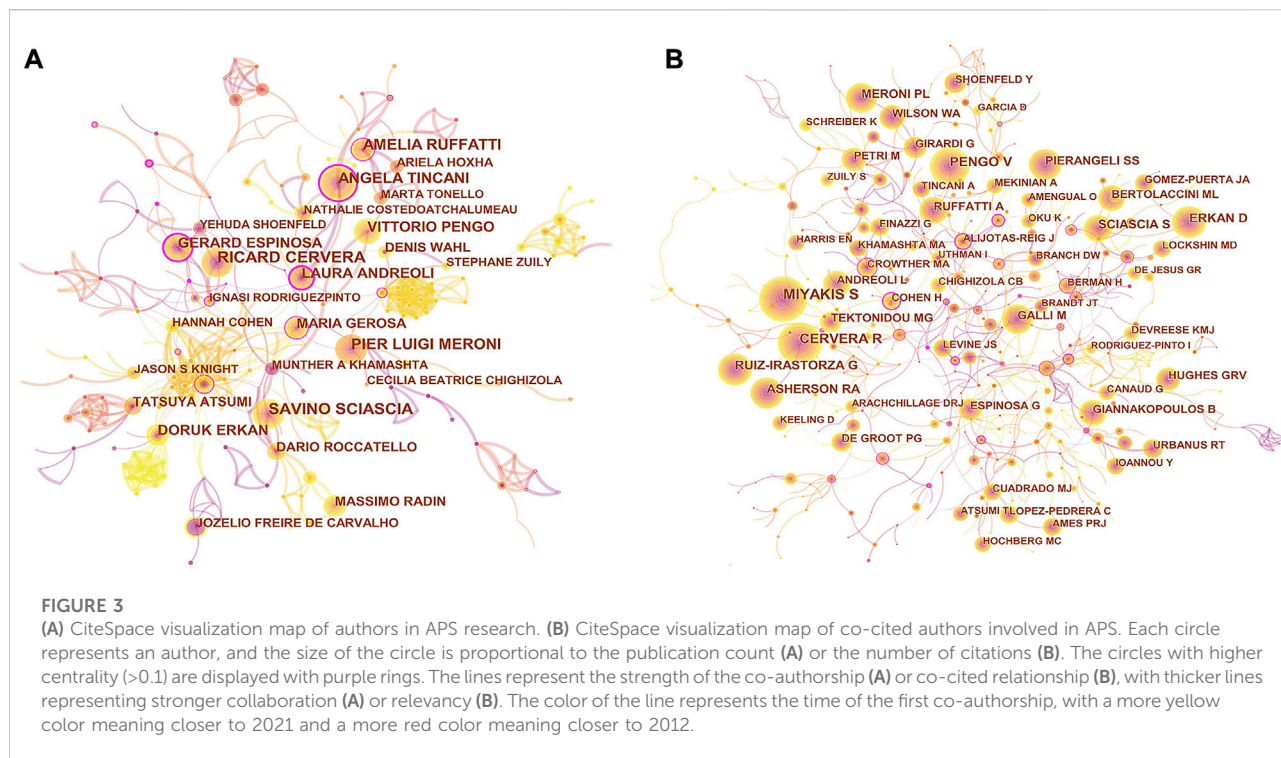 A
AMELIA RUFFATTI
ARIELA HOXHA
ANGELA TINCANI
MARTA TONELLO
NATHALIE COSTEDOATCHALUMEAU
YEHUDA SHOENFELD
VITTORIO PENGO
GERARD ESPINOSA
DENIS WAHL
RICARD CERVERA
STEPHANE ZUILY
LAURA ANDREOLI
IGNASI RODRIGUEZPINTO
HANNAH COHEN
MARIA GEROSA
PIER LUIGI MERONI
JASON S KNIGHT
MUNTHER A KHAMASHTA
CECILIA BEATRICE CHIGHIZOLA
TATSUYA ATSUMI
SAVINO SCIASCIA
DORUK ERKAN
DARIO ROCCATELLO
MASSIMO RADIN
JOZELIO FREIRE DE CARVALHO
B
SHOENFELD Y
MERONI PL
GARCIA D
WILSON WA
SCHREIBER K
GIRARDI G
PETRI M
PENGO V
PIERANGELI SS
ZUILY S
TINCANI A
MEKINIAN A
GOMEZ-PUERTA JA
AMENGUAL O
BERTOLACCINI ML
RUFFATTI A
OKU K
ERKAN D
FINAZZI G
SCIASCIA S
HARRIS EN
ALIJOTAS-REIG J
KHAMASHTA MA
LOCKSHIN MD
UTHMAN I
BRANCH DW
CROWTHER MA
DE JESUS GR
ANDREOLI L
CHIGHIZOLA CB
BERMAN H
MIYAKIS S
COHEN H
BRANDT JT
GALLI M
TEKTONIDOU MG
DEVREESE KMJ
CERVERA R
LEVINE JS
RODRIGUEZ-PINTO I
RUIZ-IRASTORZA G
HUGHES GRV
ASHERSON RA
CANAUD G
ARACHCHILLAGE DRJ
ESPINOSA G
GIANNAKOPOULOS B
KEELING D
DE GROOT PG
URBANUS RT
IOANNOU Y
CUADRADO MJ
ATSUMI TLOPEZ-PEDRERA C
AMES PRJ
HOCHBERG MC
FIGURE 3
(A) CiteSpace visualization map of authors in APS research. (B) CiteSpace visualization map of co-cited authors involved in APS. Each circle
represents an author, and the size of the circle is proportional to the publication count (A) or the number of citations (B). The circles with higher
centrality (>0.1) are displayed with purple rings. The lines represent the strength of the co-authorship (A) or co-cited relationship (B), with thicker lines
representing stronger collaboration (A) or relevancy (B). The color of the line represents the time of the first co-authorship, with a more yellow
color meaning closer to 2021 and a more red color meaning closer to 2012.